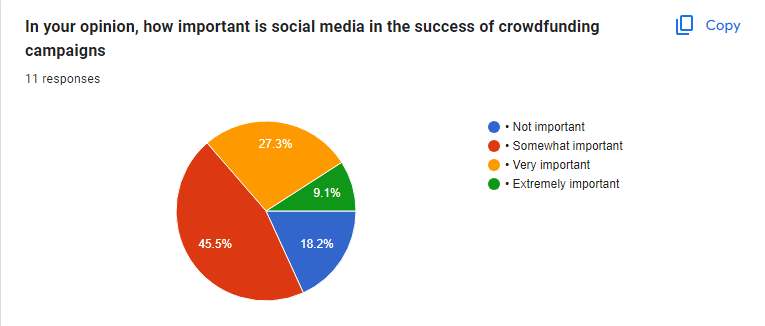 In your opinion, how important is social media in the success of crowdfunding
campaigns
Copy
11 responses
27.3%
9.1%
45.5%
18.2%
• Not important
• Somewhat important
• Very important
• Extremely important